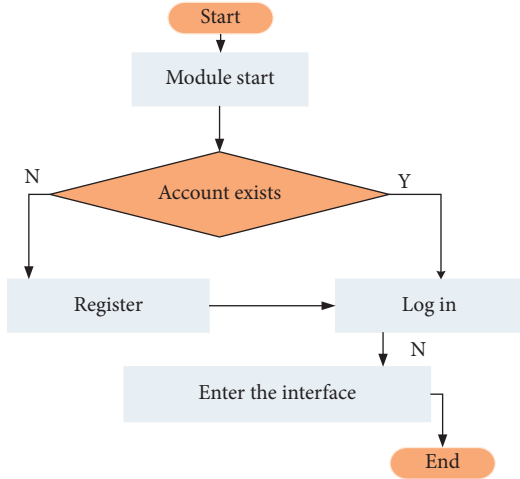 Start
Module start
N
Account exists
Y
Register
Log in
N
Enter the interface
End